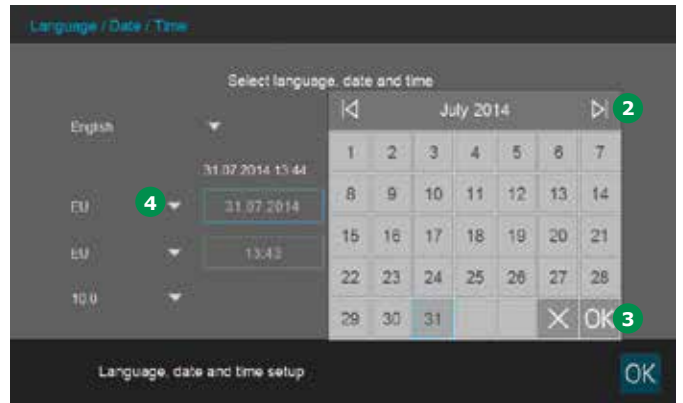 Language / Date / Time
Select language, date and time
English
31.07.2014 13:44
EU
4
31.07.2014
EU
13:43
10.0
July 2014
2
1 2 3 4 5 6 7
8 9 10 11 12 13 14
15 16 17 18 19 20 21
22 23 24 25 26 27 28
29 30 31 X OK
3
Language, date and time setup
OK